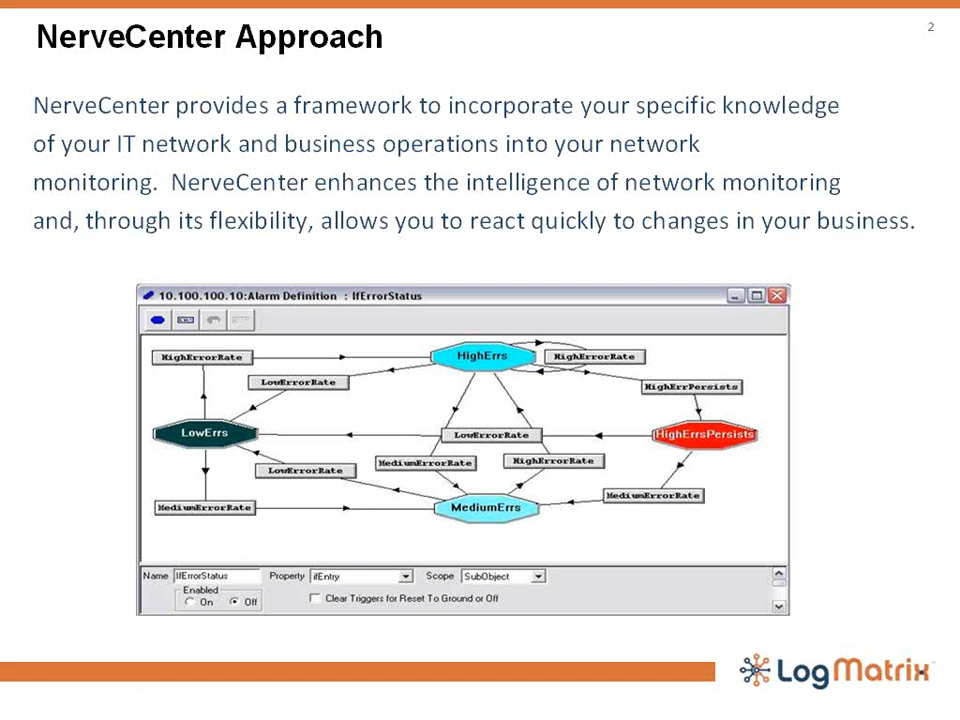 2
NerveCenter Approach
NerveCenter provides a framework to incorporate your specific knowledge
of your IT network and business operations into your network
monitoring. NerveCenter enhances the intelligence of network monitoring
and, through its flexibility, allows you to react quickly to changes in your business.
10.100.100.10:Alarm Definition : IfErrorStatus
HighErrorRate
HighErrs
HighErrorRate
LowErrorRate
HighErrPersists
LowErrs
LowErrorRate
HighErrsPersists
LowErrorRate
MediumErrorRate
HighErrorRate
MediumErrorRate
MediumErrs
MediumErrorRate
Name IfErrorStatus Property ifEntry Scope SubObject
Enabled
On Off Clear Triggers for Reset To Ground or Off
LogMatrix